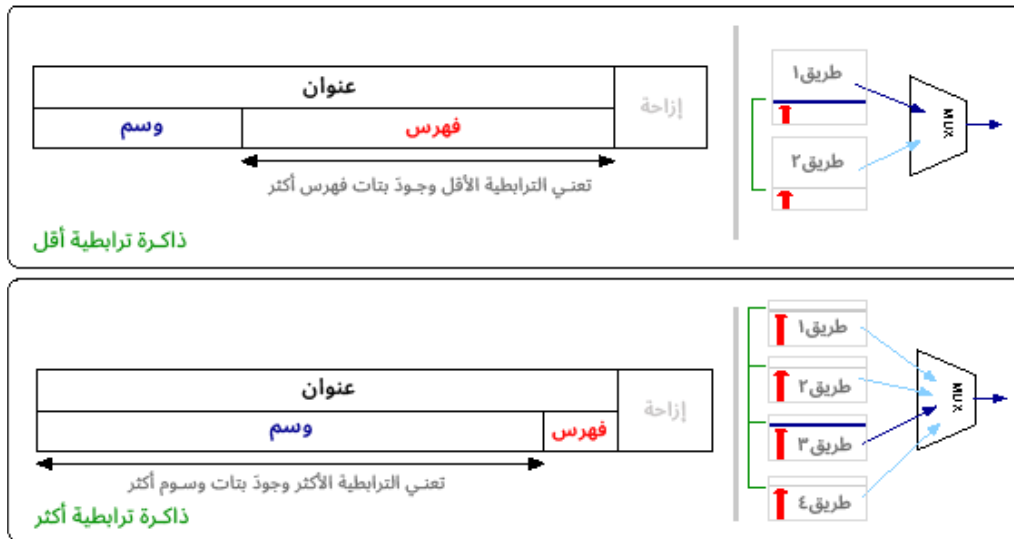 عنوان
إزاحة
وسم
فهرس
تعني الترابطية الأقل وجودَ بتات فهرس أكثر
ذاكرة ترابطية أقل
طريق١
طريق٢
MUX
عنوان
إزاحة
وسم
فهرس
تعني الترابطية الأكثر وجودَ بتات وسوم أكثر
ذاكرة ترابطية أكثر
طريق١
طريق٢
طريق٣
طريق٤
MUX